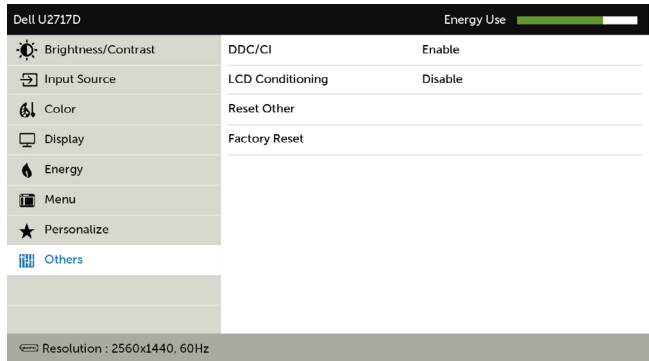 Dell U2717D Energy Use
Brightness/Contrast DDC/CI Enable
Input Source LCD Conditioning Disable
Color Reset Other
Display Factory Reset
Energy
Menu
Personalize
Others
Resolution : 2560x1440, 60Hz